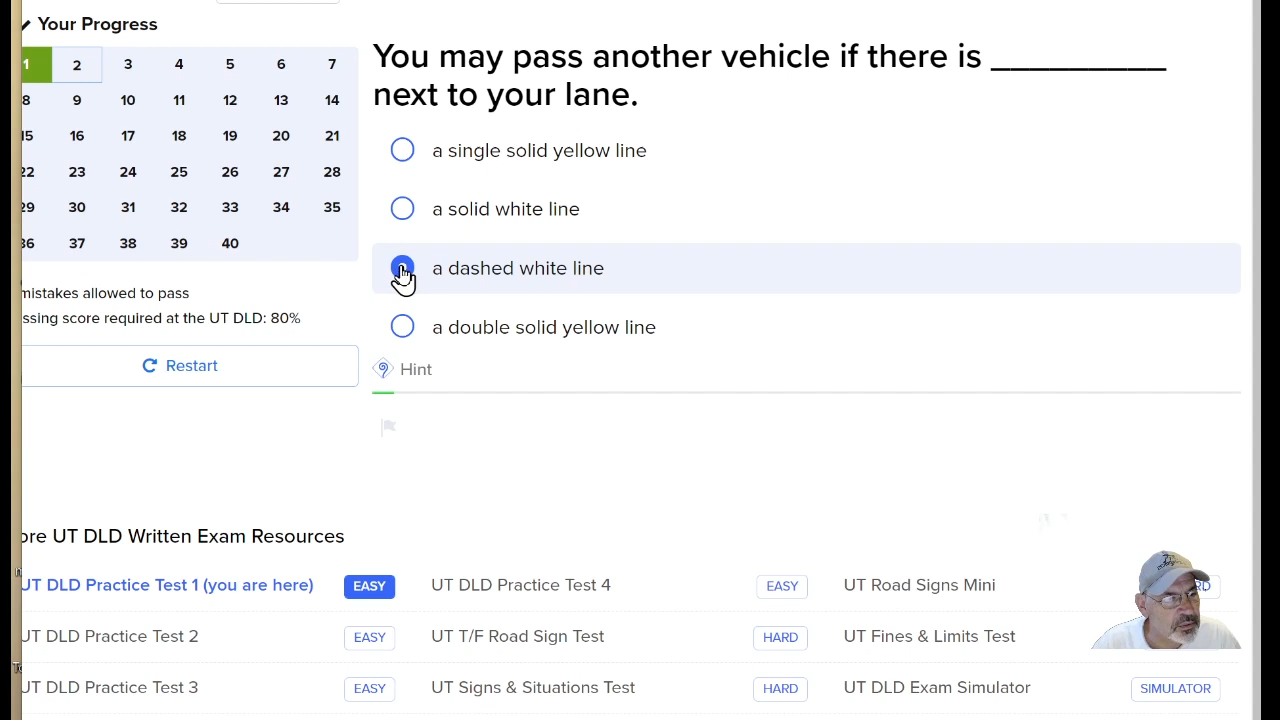 Your Progress
1 2 3 4 5 6 7
8 9 10 11 12 13 14
15 16 17 18 19 20 21
22 23 24 25 26 27 28
29 30 31 32 33 34 35
36 37 38 39 40
mistakes allowed to pass
ssing score required at the UT DLD: 80%
Restart
You may pass another vehicle if there is _________
next to your lane.
a single solid yellow line
a solid white line
a dashed white line
a double solid yellow line
Hint
ore UT DLD Written Exam Resources
UT DLD Practice Test 1 (you are here) EASY
UT DLD Practice Test 4 EASY
UT Road Signs Mini RD
UT DLD Practice Test 2 EASY
UT T/F Road Sign Test HARD
UT Fines & Limits Test
UT DLD Practice Test 3 EASY
UT Signs & Situations Test HARD
UT DLD Exam Simulator SIMULATOR